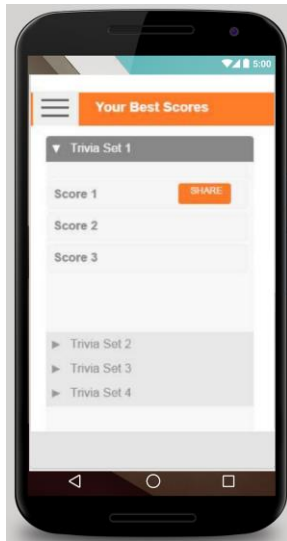 5:00
Your Best Scores
▼ Trivia Set 1
Score 1 SHARE
Score 2
Score 3
► Trivia Set 2
► Trivia Set 3
► Trivia Set 4